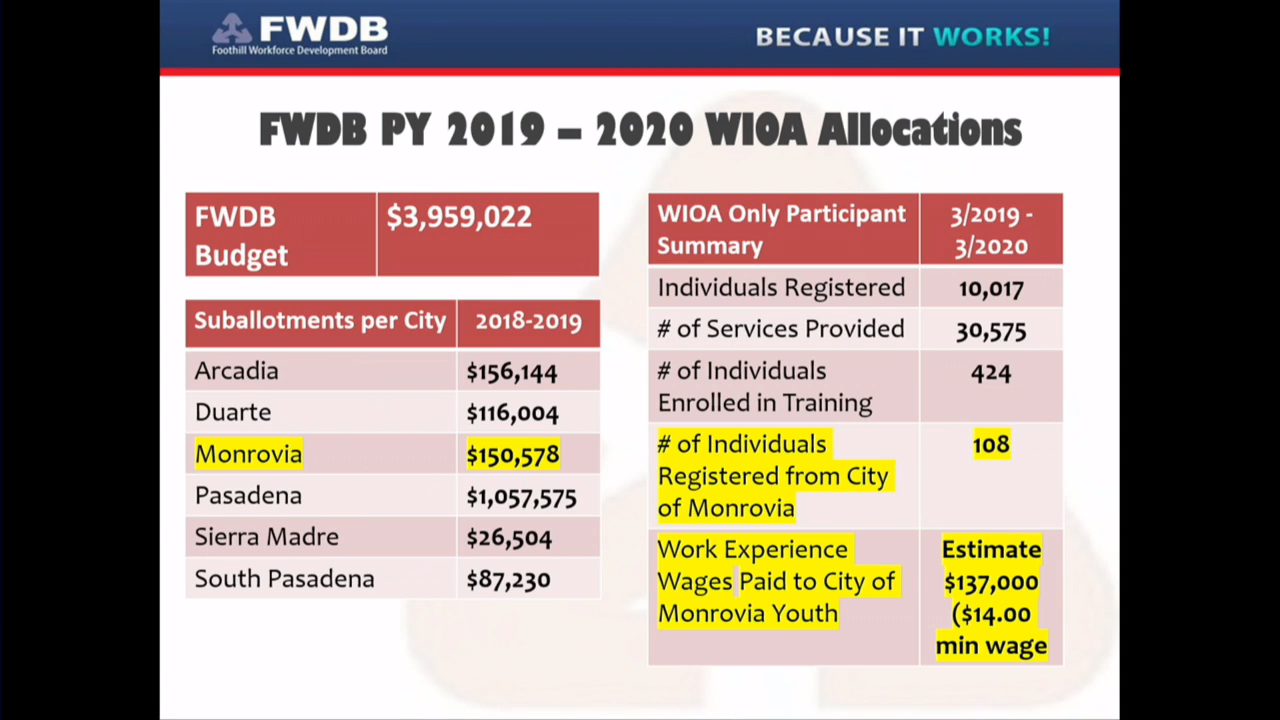 FWDB
Foothill Workforce Development Board
BECAUSE IT WORKS!
FWDB PY 2019 – 2020 WIOA Allocations
FWDB $3,959,022
Budget
Suballotments per City 2018-2019
Arcadia $156,144
Duarte $116,004
Monrovia $150,578
Pasadena $1,057,575
Sierra Madre $26,504
South Pasadena $87,230
WIOA Only Participant 3/2019 -
Summary 3/2020
Individuals Registered 10,017
# of Services Provided 30,575
# of Individuals 424
Enrolled in Training
# of Individuals 108
Registered from City
of Monrovia
Work Experience Estimate
Wages Paid to City of $137,000
Monrovia Youth ($14.00
min wage